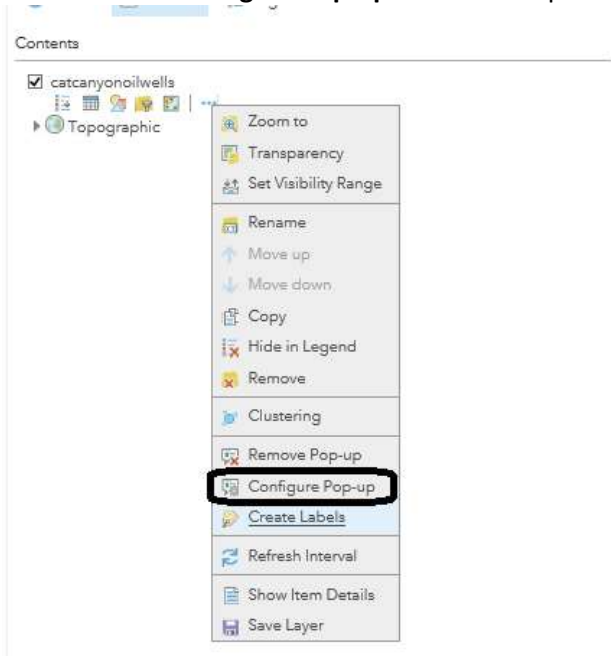 Contents
catcanyonoilwells
Topographic
Zoom to
Transparency
Set Visibility Range
Rename
Move up
Move down
Copy
Hide in Legend
Remove
Clustering
Remove Pop-up
Configure Pop-up
Create Labels
Refresh Interval
Show Item Details
Save Layer